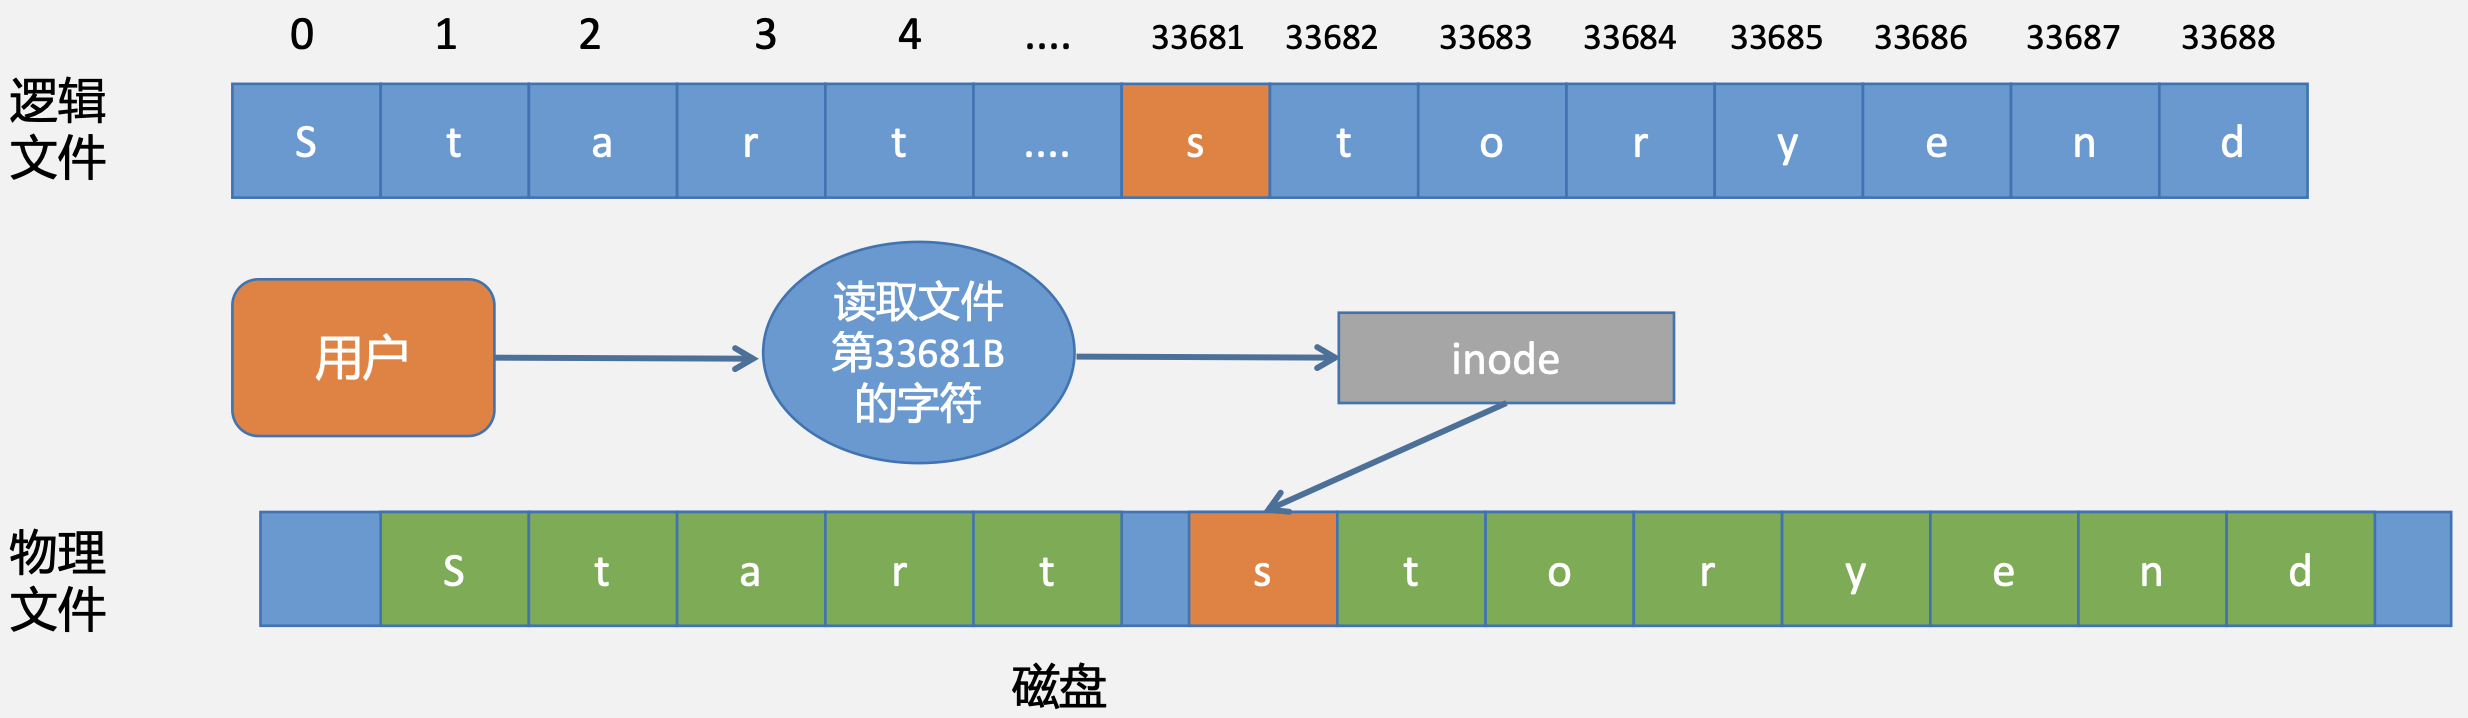 0 1 2 3 4 .... 33681 33682 33683 33684 33685 33686 33687 33688
逻辑
文件
S t a r t .... s t o r y e n d
用户
读取文件
第33681B
的字符
inode
物理
文件
S t a r t s t o r y e n d
磁盘